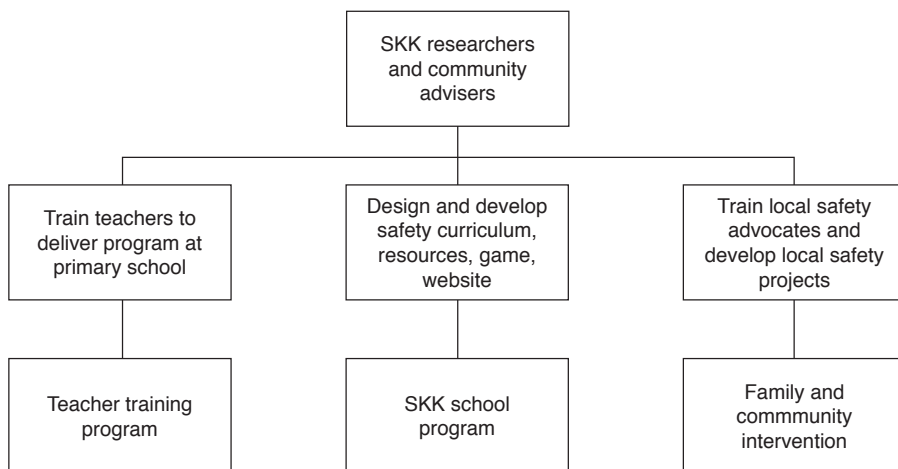 SKK researchers
and community
advisers
Train teachers to
deliver program at
primary school
Design and develop
safety curriculum,
resources, game,
website
Train local safety
advocates and
develop local safety
projects
Teacher training
program
SKK school
program
Family and
commmunity
intervention